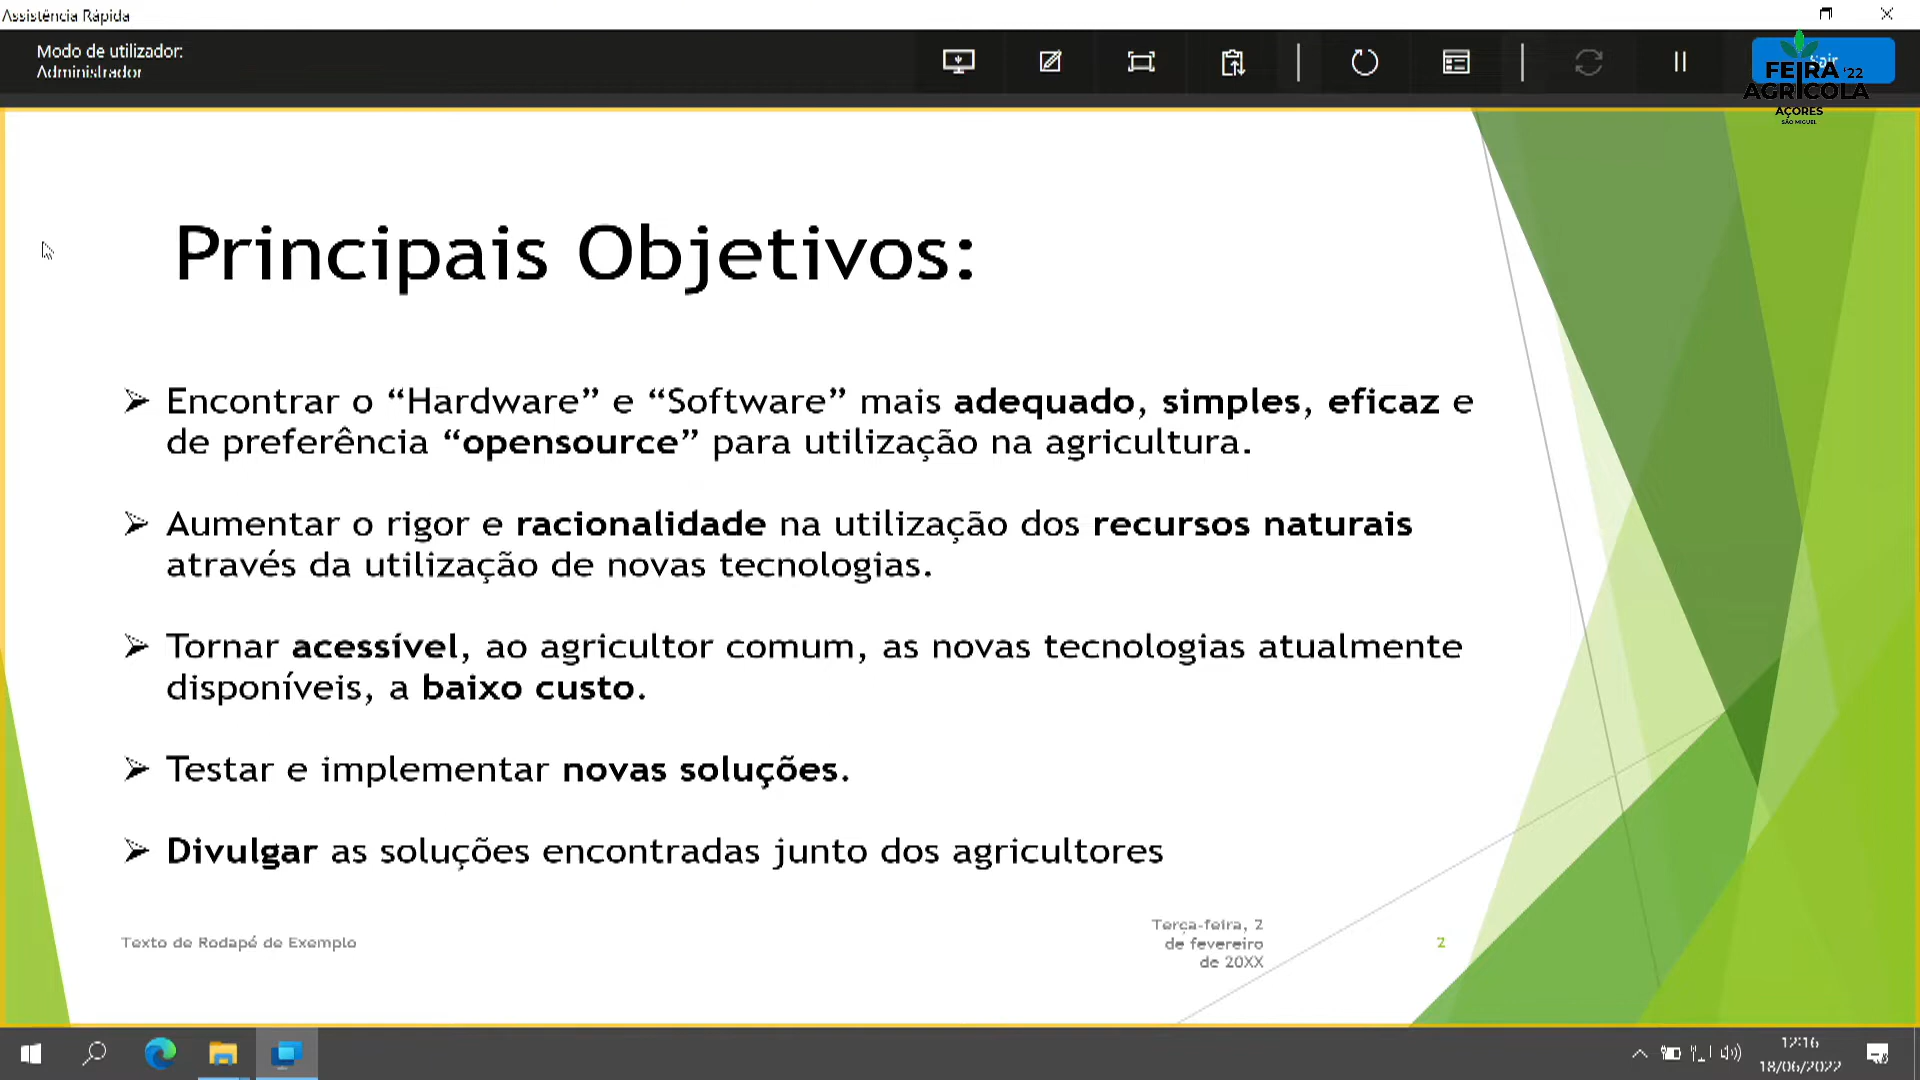 Assistência Rápida
Modo de utilizador:
Administrador
Sair
FEIRA '22
AGRÍCOLA
AÇORES
SÃO MIGUEL
Principais Objetivos:
➢ Encontrar o “Hardware” e “Software” mais adequado, simples, eficaz e
de preferência “opensource” para utilização na agricultura.
➢ Aumentar o rigor e racionalidade na utilização dos recursos naturais
através da utilização de novas tecnologias.
➢ Tornar acessível, ao agricultor comum, as novas tecnologias atualmente
disponíveis, a baixo custo.
➢ Testar e implementar novas soluções.
➢ Divulgar as soluções encontradas junto dos agricultores
Texto de Rodapé de Exemplo
Terça-feira, 2
de fevereiro
de 20XX
2
12:16
18/06/2022